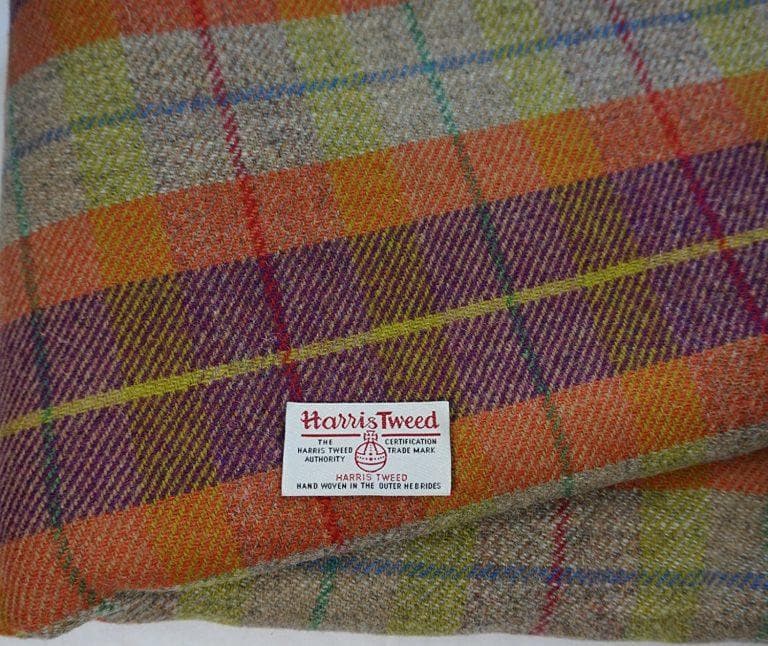 Harris Tweed
THE HARRIS TWEED AUTHORITY
CERTIFICATION TRADE MARK
HARRIS TWEED
HAND WOVEN IN THE OUTER HEBRIDES